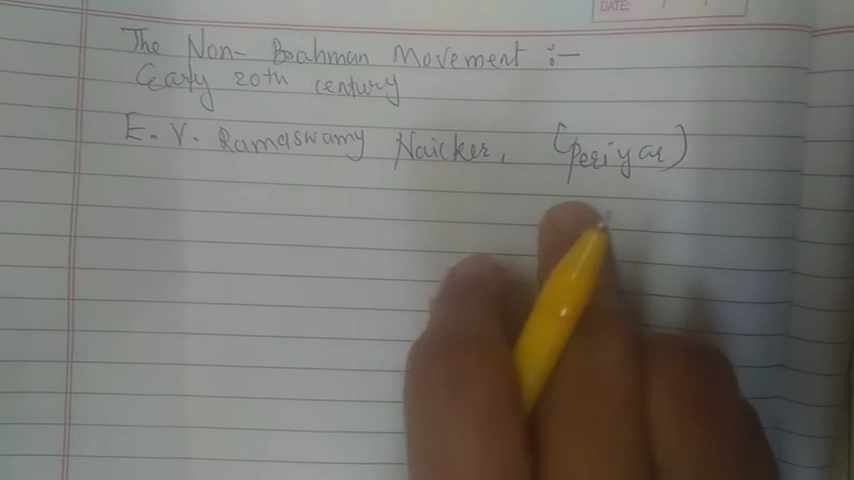 DATE:
The Non- Brahman Movement :-
Early 20th century
E. V. Ramaswamy Naicker, (Periyar)